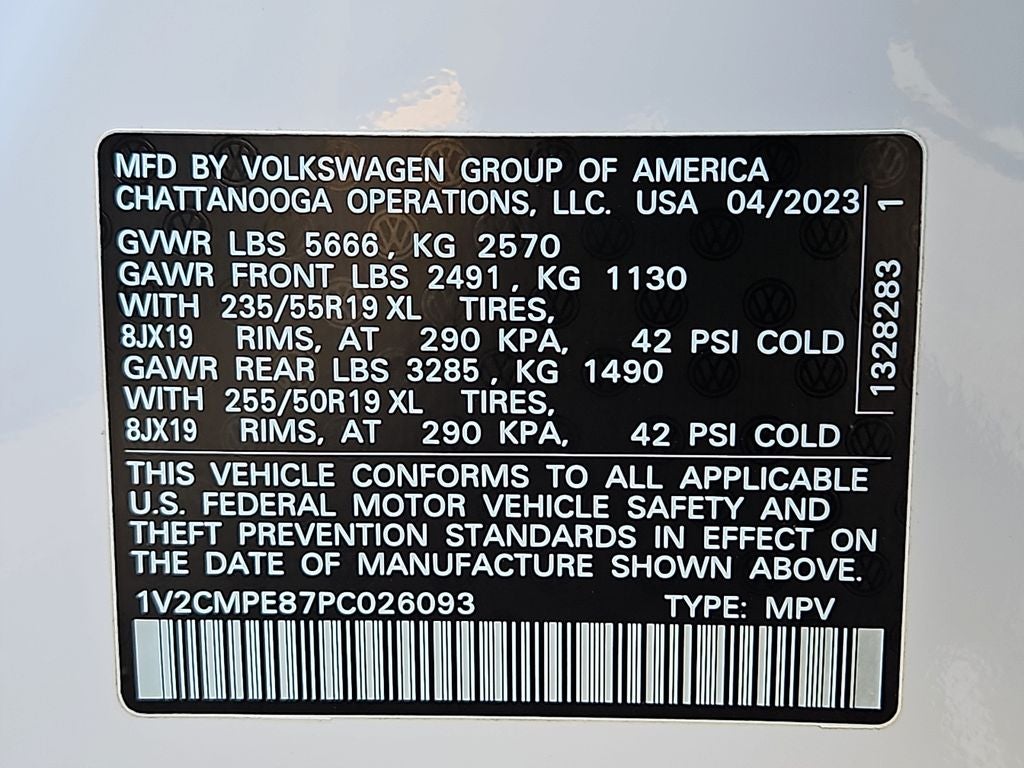 MFD BY VOLKSWAGEN GROUP OF AMERICA
CHATTANOOGA OPERATIONS, LLC. USA 04/2023
GVWR LBS 5666, KG 2570
GAWR FRONT LBS 2491, KG 1130
WITH 235/55R19 XL TIRES,
8JX19 RIMS, AT 290 KPA, 42 PSI COLD
GAWR REAR LBS 3285, KG 1490
WITH 255/50R19 XL TIRES,
8JX19 RIMS, AT 290 KPA, 42 PSI COLD
1328283 1
THIS VEHICLE CONFORMS TO ALL APPLICABLE
U.S. FEDERAL MOTOR VEHICLE SAFETY AND
THEFT PREVENTION STANDARDS IN EFFECT ON
THE DATE OF MANUFACTURE SHOWN ABOVE.
1V2CMPE87PC026093 TYPE: MPV